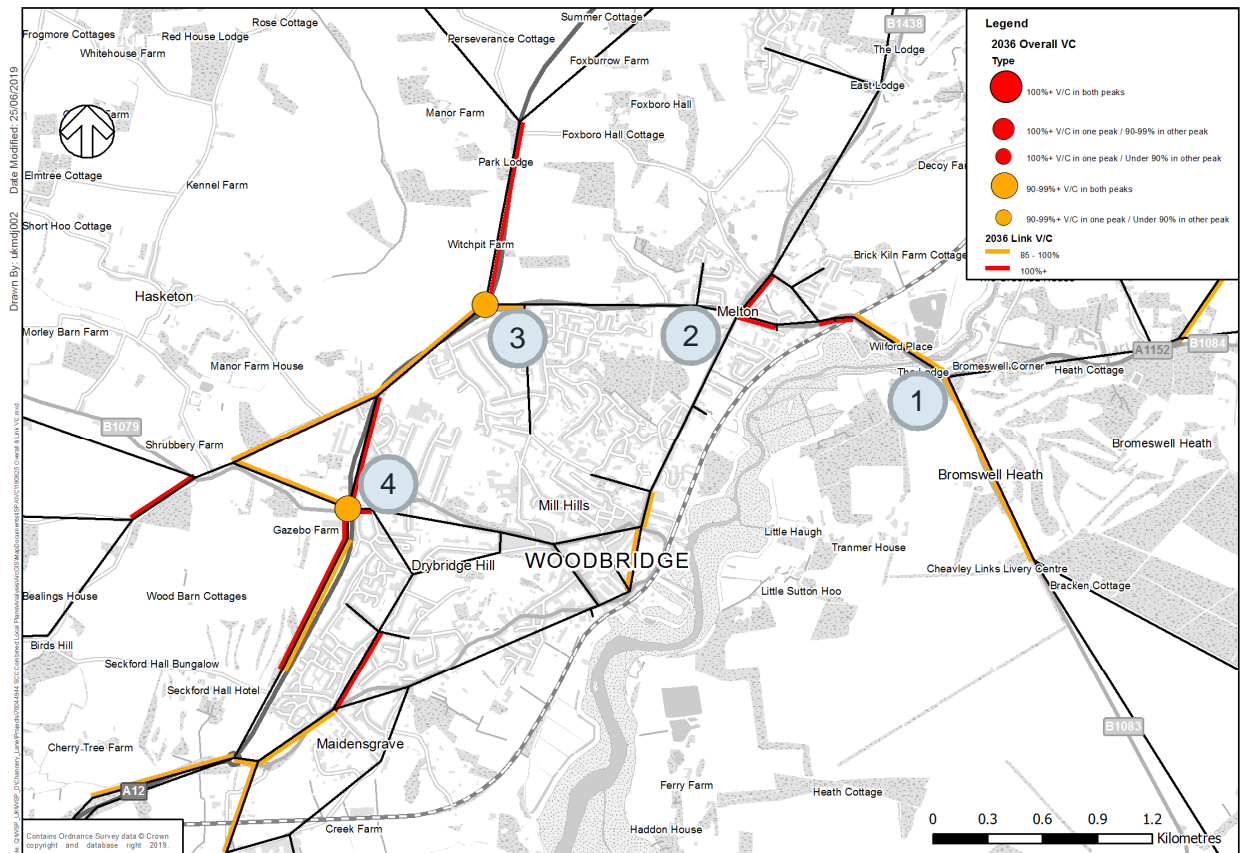 Frogmore Cottages
Whitehouse Farm
Red House Lodge
Rose Cottage
Summer Cottage
Perseverance Cottage
Foxburrow Farm
B1438
The Lodge
East Lodge
Farm
Manor Farm
Foxboro Hall
Foxboro Hall Cottage
Park Lodge
Elmtree Cottage
Kennel Farm
Short Hoo Cottage
Witchpit Farm
Brick Kiln Farm Cottage
Hasketon
Morley Barn Farm
Manor Farm House
3
2
Melton
Wilford Place
The Lodge
Bromeswell Corner
A1152
B1084
Heath Cottage
1
B1079
Shrubbery Farm
Bromeswell Heath
Bromswell Heath
4
Mill Hills
Gazebo Farm
WOODBRIDGE
Little Haugh
Tranmer House
Drybridge Hill
Cheavley Links Livery Centre
Bracken Cottage
Bealings House
Wood Barn Cottages
Little Sutton Hoo
Birds Hill
Seckford Hall Bungalow
Seckford Hall Hotel
Cherry Tree Farm
Maidensgrave
B1083
A12
Ferry Farm
Heath Cottage
Creek Farm
Haddon House
0 0.3 0.6 0.9 1.2
Kilometres
Legend
2036 Overall VC
Type
100%+ V/C in both peaks
100%+ V/C in one peak / 90-99% in other peak
100%+ V/C in one peak / Under 90% in other peak
90-99%+ V/C in both peaks
90-99%+ V/C in one peak / Under 90% in other peak
2036 Link V/C
85 - 100%
100%+
Drawn By: ukmdj002 Date Modified: 25/06/2019
Contains Ordnance Survey data © Crown
copyright and database right 2019.